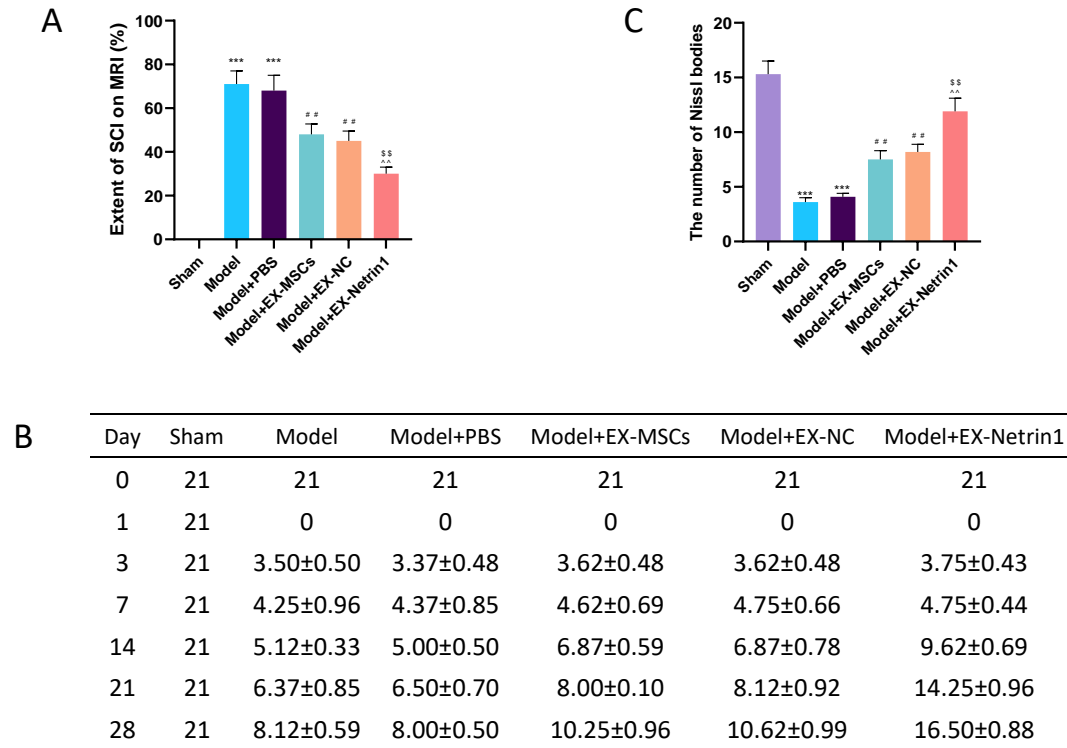 A
Extent of SCI on MRI (%)
100
80
60
40
20
0
***
***
# #
# #
$ $
^ ^
Sham
Model
Model+PBS
Model+EX-MSCs
Model+EX-NC
Model+EX-Netrin1
C
The number of Nissl bodies
20
15
10
5
0
***
***
# #
# #
$ $
^ ^
Sham
Model
Model+PBS
Model+EX-MSCs
Model+EX-NC
Model+EX-Netrin1
B
Day Sham Model Model+PBS Model+EX-MSCs Model+EX-NC Model+EX-Netrin1
0 21 21 21 21 21 21
1 21 0 0 0 0 0
3 21 3.50±0.50 3.37±0.48 3.62±0.48 3.62±0.48 3.75±0.43
7 21 4.25±0.96 4.37±0.85 4.62±0.69 4.75±0.66 4.75±0.44
14 21 5.12±0.33 5.00±0.50 6.87±0.59 6.87±0.78 9.62±0.69
21 21 6.37±0.85 6.50±0.70 8.00±0.10 8.12±0.92 14.25±0.96
28 21 8.12±0.59 8.00±0.50 10.25±0.96 10.62±0.99 16.50±0.88